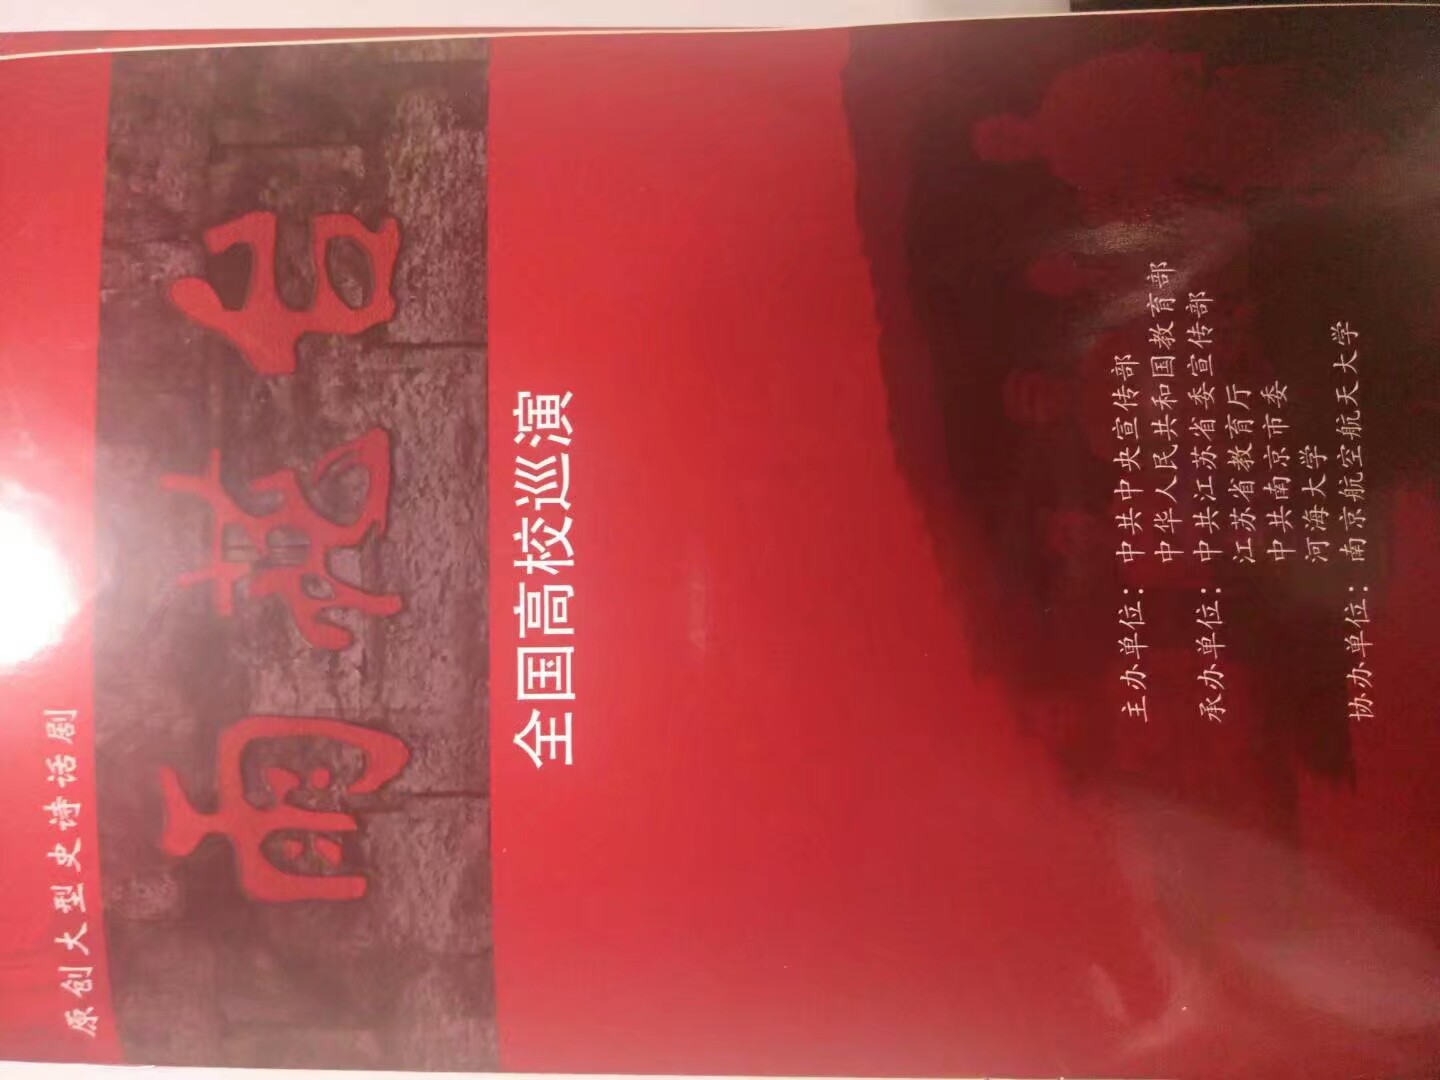 原创大型史诗话剧
雨花台
全国高校巡演
主办单位：中共中央宣传部
中华人民共和国教育部
承办单位：中共江苏省委宣传部
江苏省教育厅
中共南京市委
河海大学
协办单位：南京航空航天大学